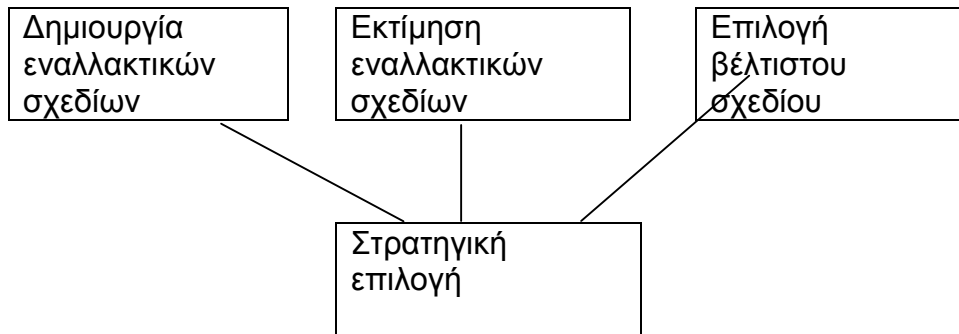 Δημιουργία
εναλλακτικών
σχεδίων
Εκτίμηση
εναλλακτικών
σχεδίων
Επιλογή
βέλτιστου
σχεδίου
Στρατηγική
επιλογή